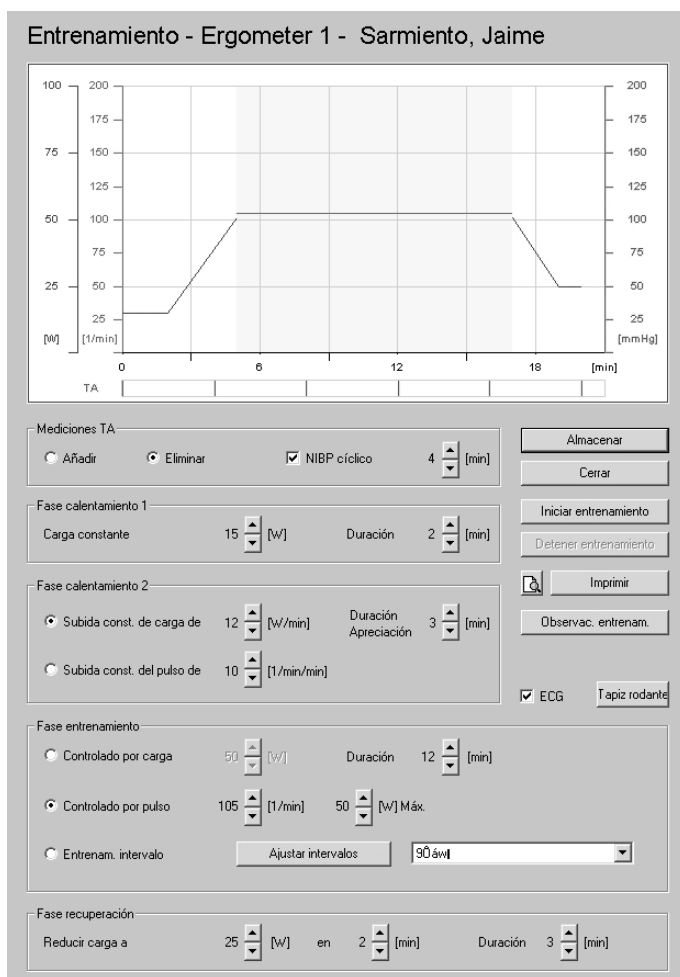 Entrenamiento - Ergometer 1 - Sarmiento, Jaime
100 200 200
175 175
75 150 150
125 125
50 100 100
75 75
25 50 50
25 25
[W] [1/min] [mmHg]
0 6 12 18 [min]
TA
Mediciones TA
Añadir Eliminar NIBP cíclico 4 [min]
Almacenar
Cerrar
Fase calentamiento 1
Carga constante 15 [W] Duración 2 [min]
Iniciar entrenamiento
Detener entrenamiento
Imprimir
Fase calentamiento 2
Subida const. de carga de 12 [W/min] Duración Apreciación 3 [min]
Observac. entrenam.
Subida const. del pulso de 10 [1/min/min]
ECG Tapiz rodante
Fase entrenamiento
Controlado por carga 50 [W] Duración 12 [min]
Controlado por pulso 105 [1/min] 50 [W] Máx.
Entrenam. intervalo Ajustar intervalos
Fase recuperación
Reducir carga a 25 [W] en 2 [min] Duración 3 [min]